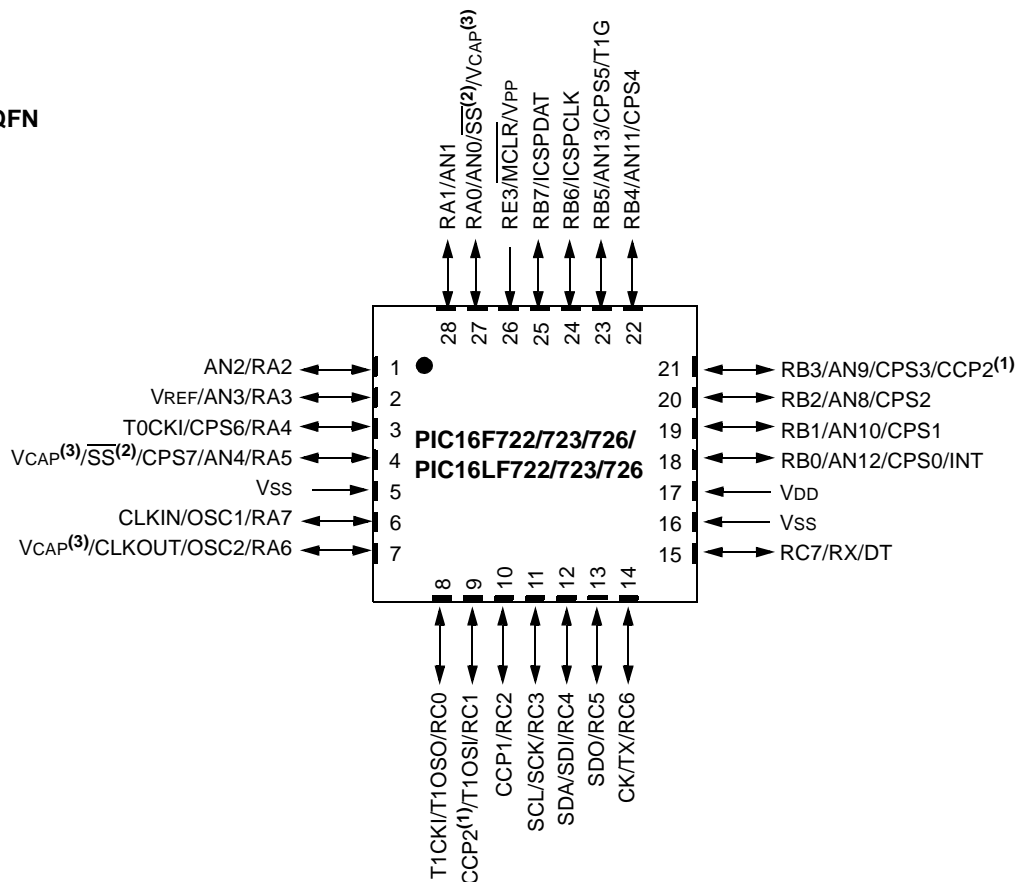 QFN
RA1/AN1
RA0/AN0/SS(2)/VCAP(3)
RE3/MCLR/VPP
RB7/ICSPDAT
RB6/ICSPCLK
RB5/AN13/CPS5/T1G
RB4/AN11/CPS4
28 27 26 25 24 23 22
AN2/RA2 1
VREF/AN3/RA3 2
T0CKI/CPS6/RA4 3
VCAP(3)/SS(2)/CPS7/AN4/RA5 4
VSS 5
CLKIN/OSC1/RA7 6
VCAP(3)/CLKOUT/OSC2/RA6 7
PIC16F722/723/726/
PIC16LF722/723/726
21 RB3/AN9/CPS3/CCP2(1)
20 RB2/AN8/CPS2
19 RB1/AN10/CPS1
18 RB0/AN12/CPS0/INT
17 VDD
16 VSS
15 RC7/RX/DT
8 9 10 11 12 13 14
T1CKI/T1OSO/RC0
CCP2(1)/T1OSI/RC1
CCP1/RC2
SCL/SCK/RC3
SDA/SDI/RC4
SDO/RC5
CK/TX/RC6